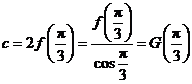 c = 2f(π/3) = f(π/3) / cos π/3 = G(π/3)